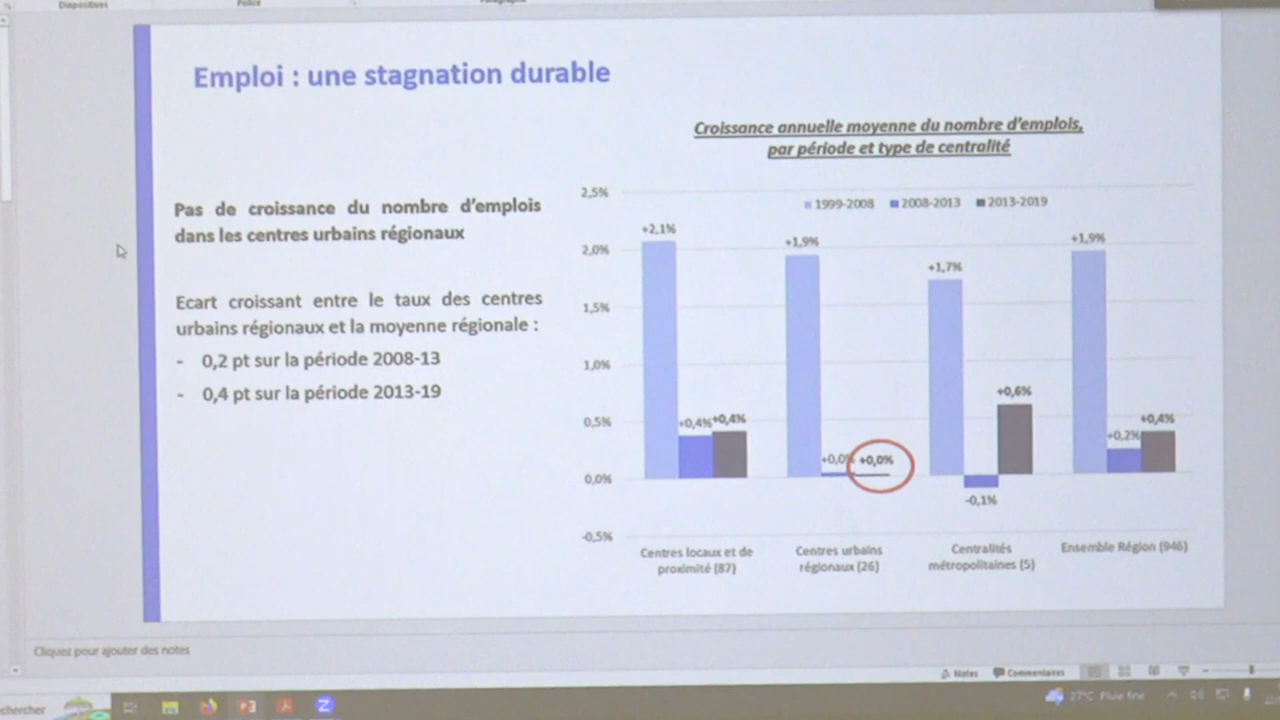 Diapositives
Police
Paragraphe
Emploi : une stagnation durable
Pas de croissance du nombre d'emplois
dans les centres urbains régionaux
Ecart croissant entre le taux des centres
urbains régionaux et la moyenne régionale :
- 0,2 pt sur la période 2008-13
- 0,4 pt sur la période 2013-19
Croissance annuelle moyenne du nombre d'emplois,
par période et type de centralité
1999-2008 2008-2013 2013-2019
2,5%
2,0%
1,5%
1,0%
0,5%
0,0%
-0,5%
+2,1%
+0,4% +0,4%
+1,9%
+0,0% +0,0%
+1,7%
-0,1%
+0,6%
+1,9%
+0,2%
+0,4%
Centres locaux et de
proximité (87)
Centres urbains
régionaux (26)
Centralités
métropolitaines (5)
Ensemble Région (946)
Cliquez pour ajouter des notes
Notes Commentaires
chercher
27°C Pluie fine